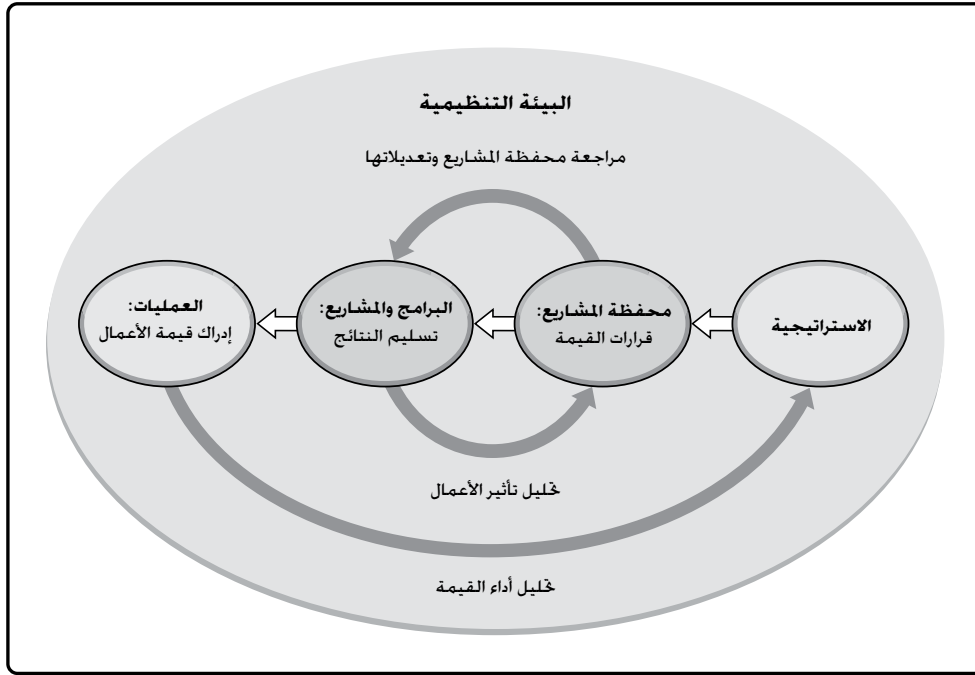 البيئة التنظيمية
مراجعة محفظة المشاريع وتعديلاتها
الاستراتيجية
محفظة المشاريع:
قرارات القيمة
البرامج والمشاريع:
تسليم النتائج
العمليات:
إدراك قيمة الأعمال
تحليل تأثير الأعمال
تحليل أداء القيمة